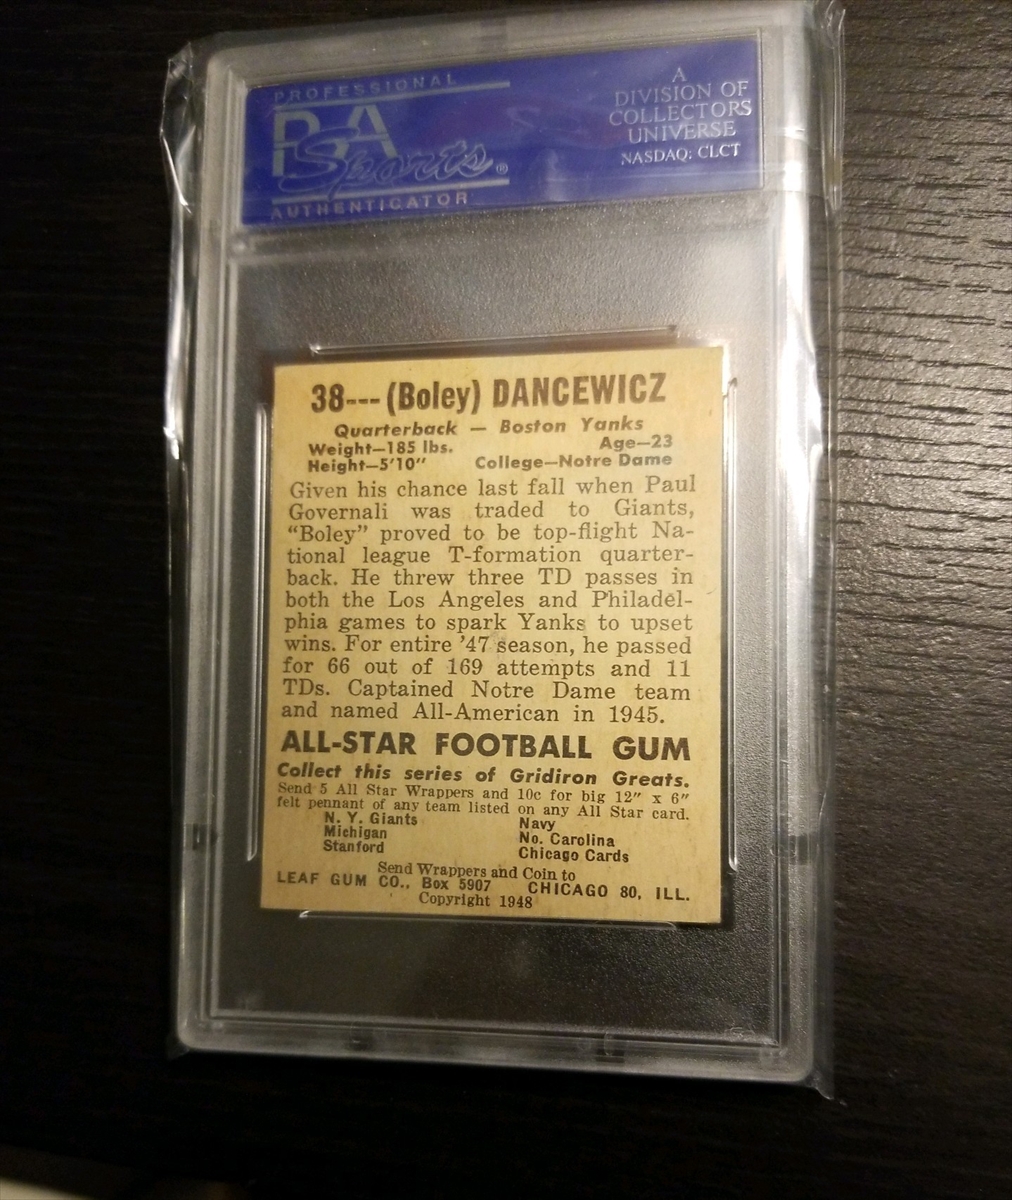 PROFESSIONAL
PSA
Sports®
AUTHENTICATOR
A
DIVISION OF
COLLECTORS
UNIVERSE
NASDAQ: CLCT
38---(Boley) DANCEWICZ
Quarterback — Boston Yanks
Weight—185 lbs. Age—23
Height—5'10" College—Notre Dame
Given his chance last fall when Paul
Governali was traded to Giants,
“Boley” proved to be top-flight Na-
tional league T-formation quarter-
back. He threw three TD passes in
both the Los Angeles and Philadel-
phia games to spark Yanks to upset
wins. For entire '47 season, he passed
for 66 out of 169 attempts and 11
TDs. Captained Notre Dame team
and named All-American in 1945.
ALL-STAR FOOTBALL GUM
Collect this series of Gridiron Greats.
Send 5 All Star Wrappers and 10c for big 12" x 6"
felt pennant of any team listed on any All Star card.
N. Y. Giants Navy
Michigan No. Carolina
Stanford Chicago Cards
Send Wrappers and Coin to
LEAF GUM CO., Box 5907 CHICAGO 80, ILL.
Copyright 1948